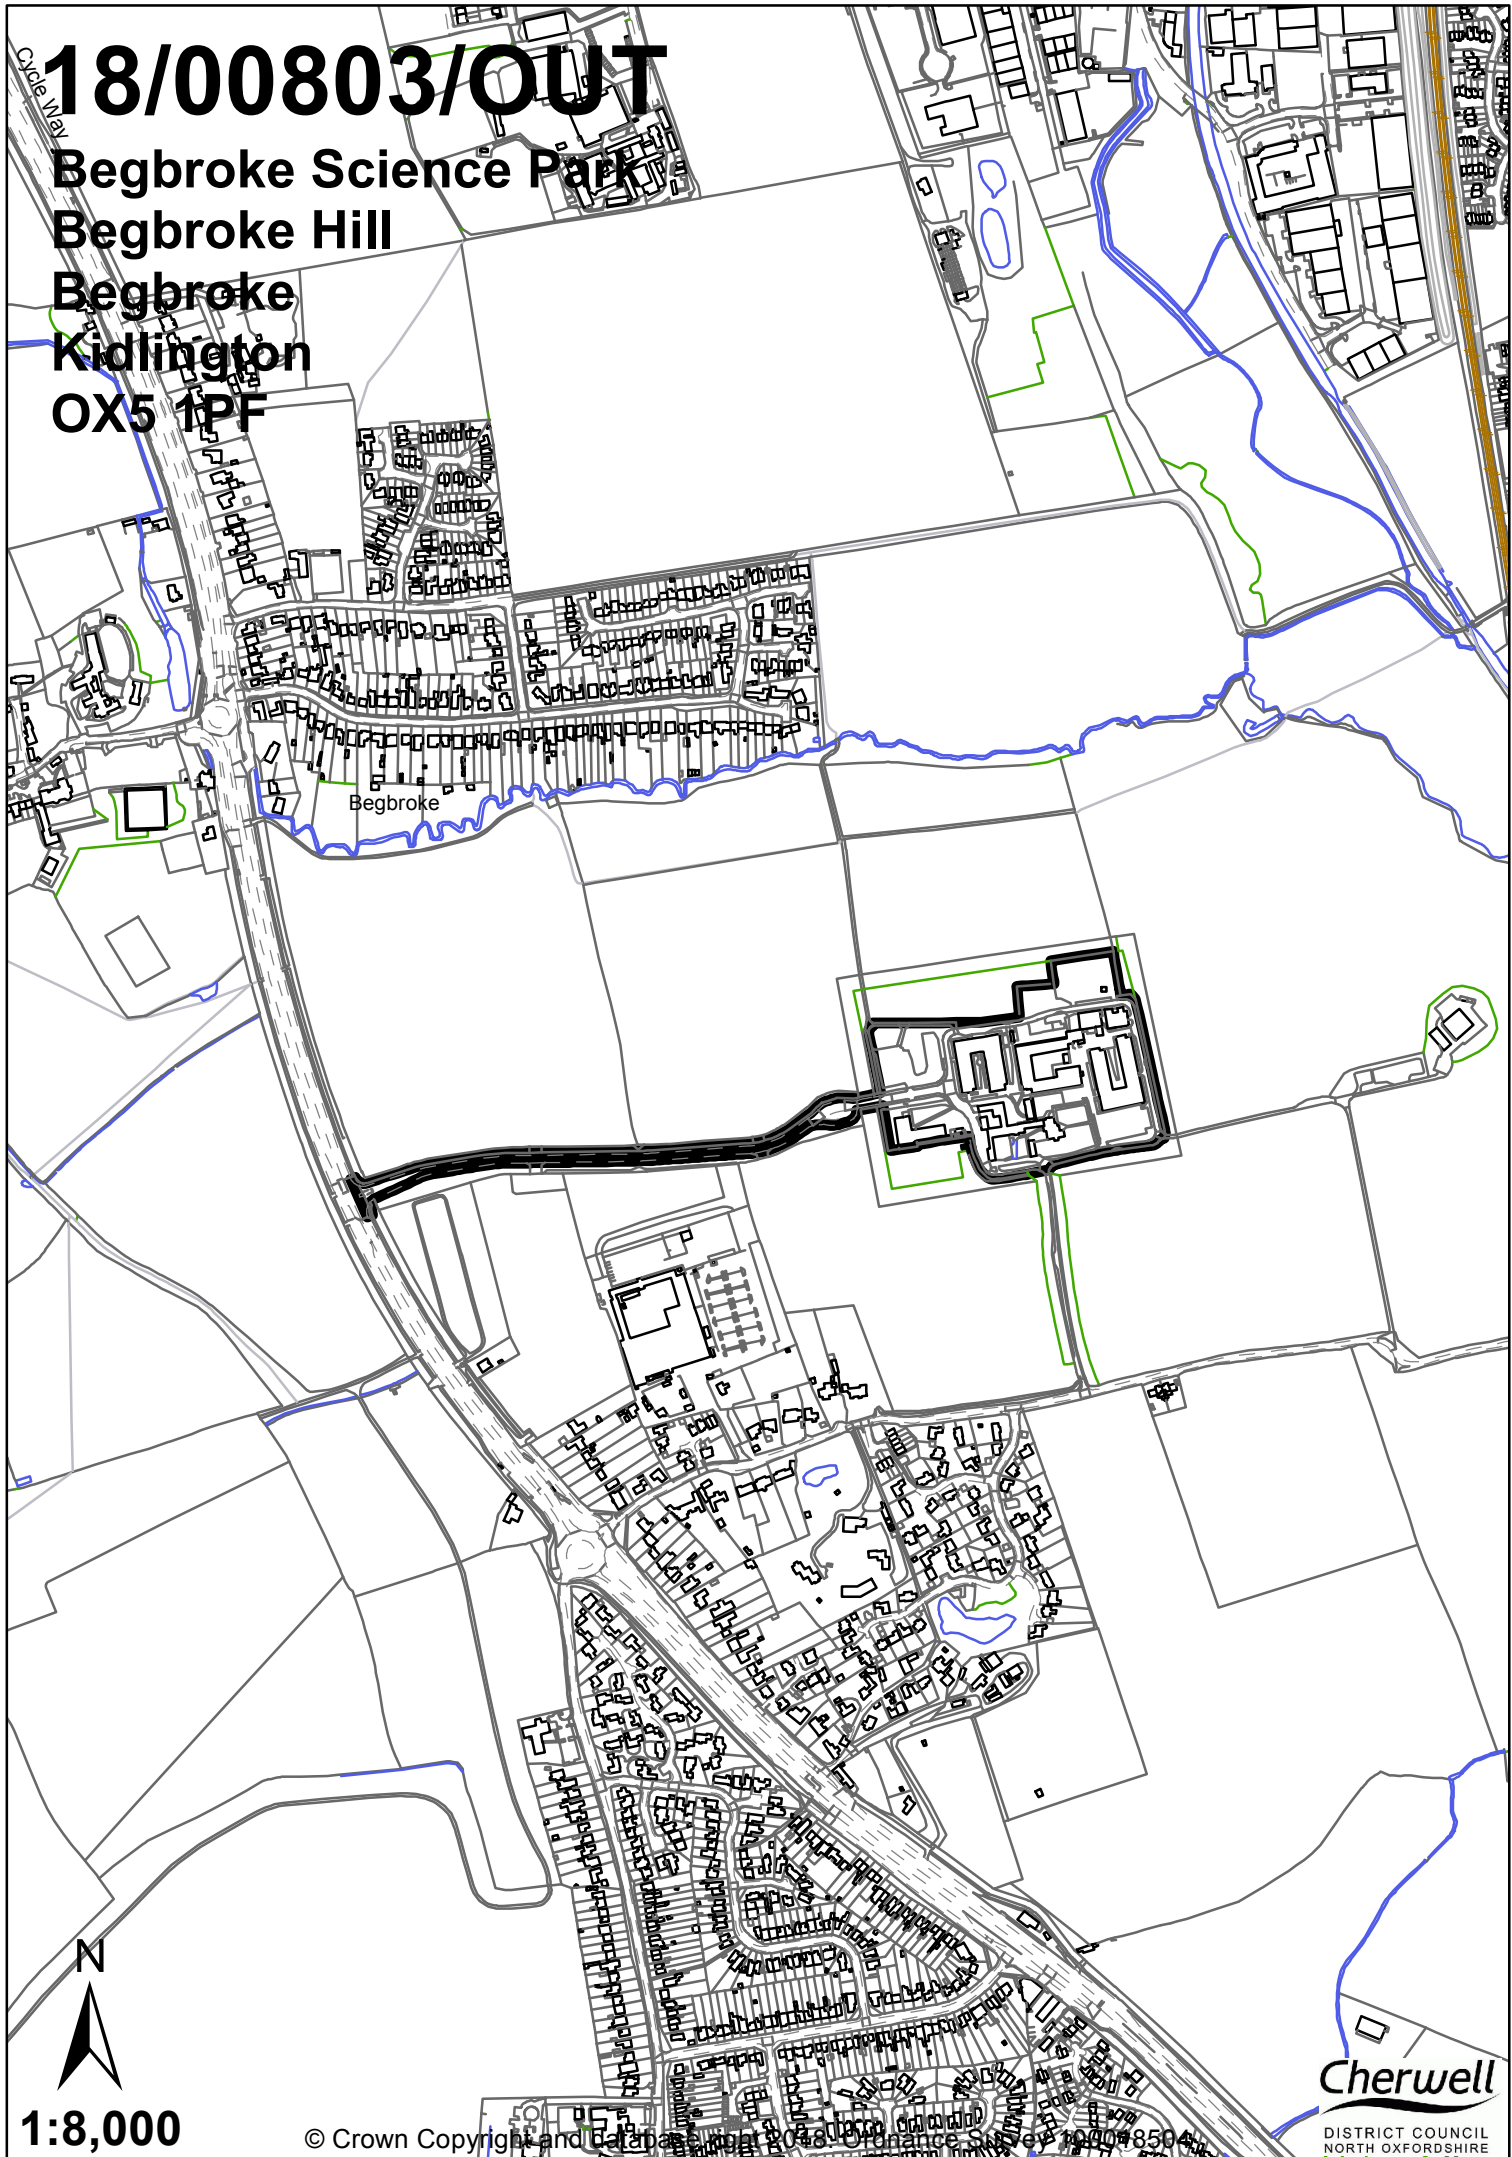 Cycle Way
18/00803/OUT
Begbroke Science Park
Begbroke Hill
Begbroke
Kidlington
OX5 1PF
Begbroke
N
1:8,000
© Crown Copyright and database right 2018. Ordnance Survey 100018504
Cherwell
DISTRICT COUNCIL
NORTH OXFORDSHIRE